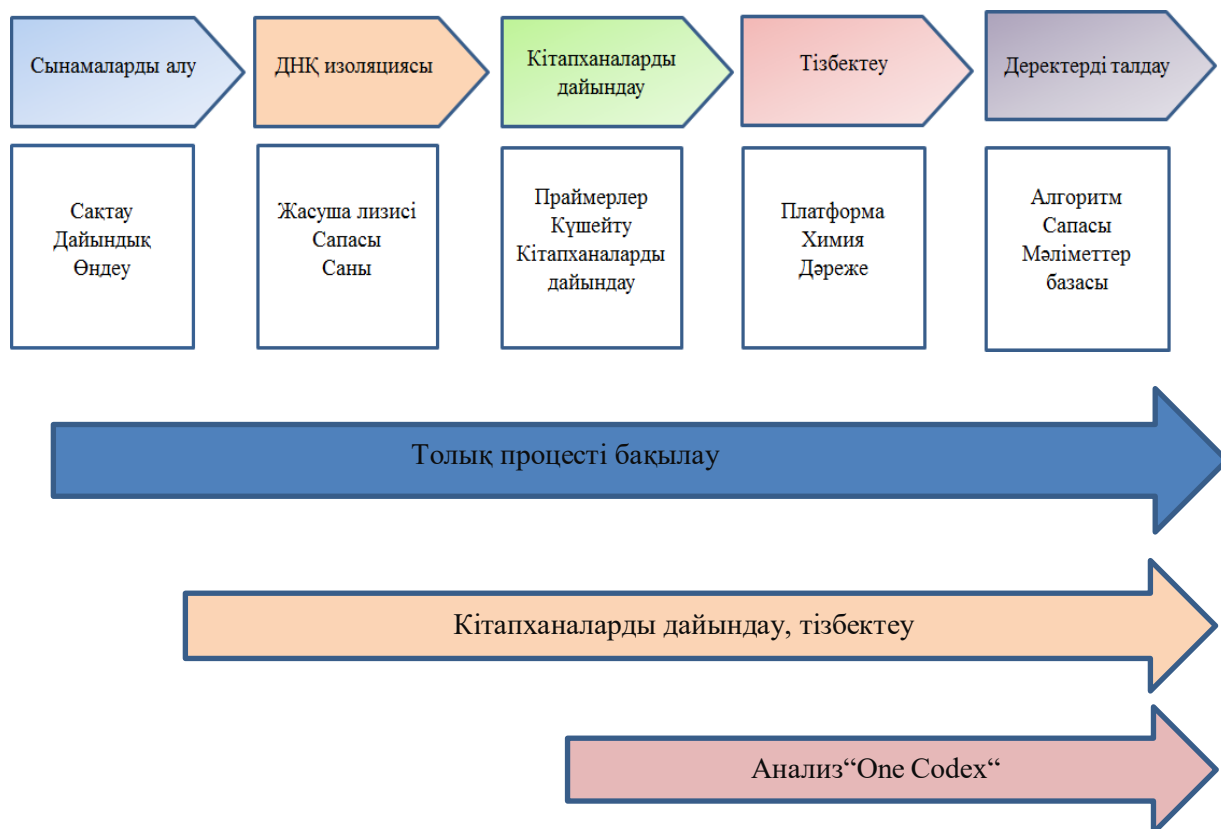 Сынамаларды алу
ДНҚ изоляциясы
Кітапханаларды
дайындау
Тізбектеу
Деректерді талдау
Сақтау
Дайындық
Өндеу
Жасуша лизисі
Сапасы
Саны
Праймерлер
Күшейту
Кітапханаларды
дайындау
Платформа
Химия
Дәреже
Алгоритм
Сапасы
Мәліметтер
базасы
Толық процесті бақылау
Кітапханаларды дайындау, тізбектеу
Анализ“One Codex“